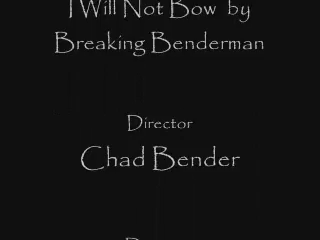 I Will Not Bow by
Breaking Benderman
Director
Chad Bender